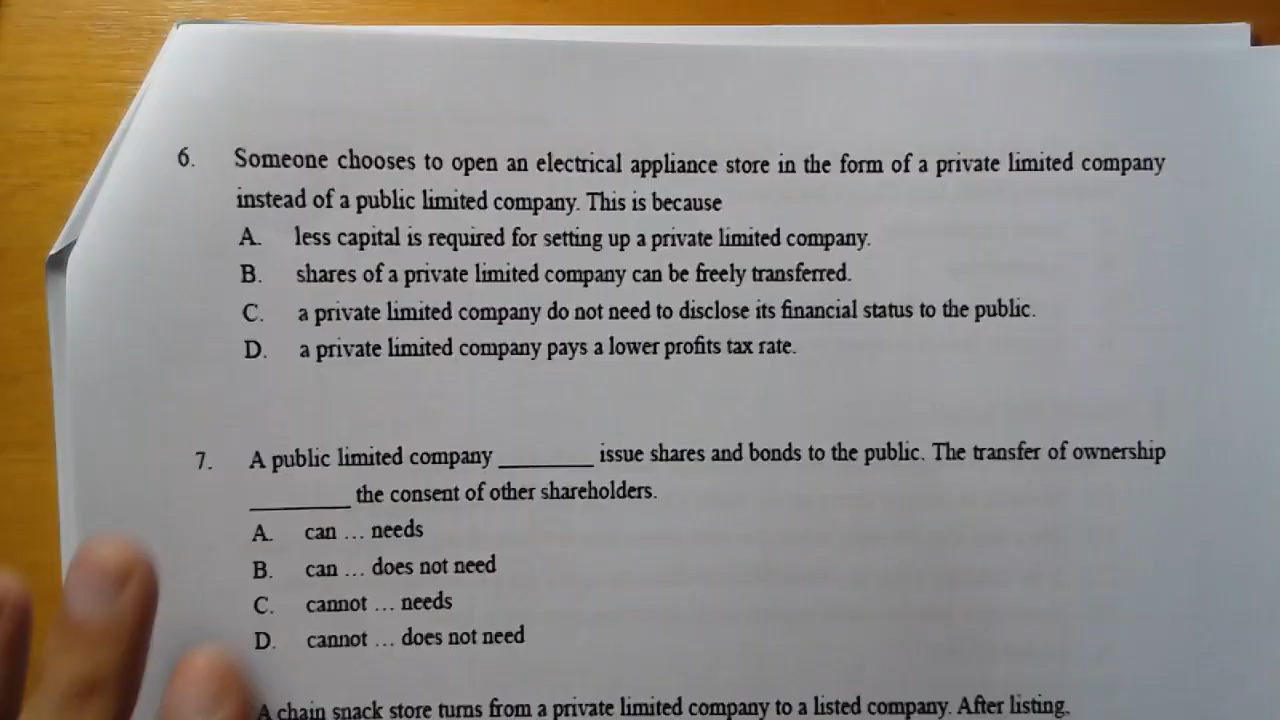 6. Someone chooses to open an electrical appliance store in the form of a private limited company
instead of a public limited company. This is because
A. less capital is required for setting up a private limited company.
B. shares of a private limited company can be freely transferred.
C. a private limited company do not need to disclose its financial status to the public.
D. a private limited company pays a lower profits tax rate.
7. A public limited company ________ issue shares and bonds to the public. The transfer of ownership
________ the consent of other shareholders.
A. can ... needs
B. can ... does not need
C. cannot ... needs
D. cannot ... does not need
A chain snack store turns from a private limited company to a listed company. After listing,